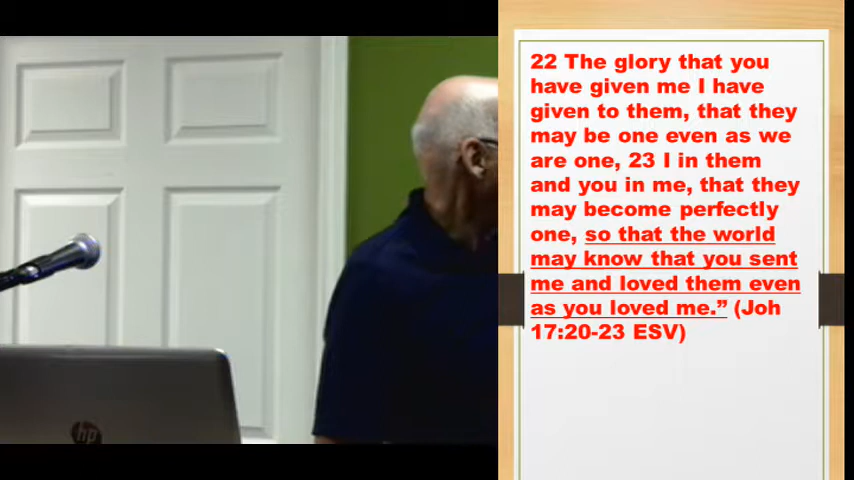 22 The glory that you
have given me I have
given to them, that they
may be one even as we
are one, 23 I in them
and you in me, that they
may become perfectly
one, so that the world
may know that you sent
me and loved them even
as you loved me.” (Joh
17:20-23 ESV)
hp